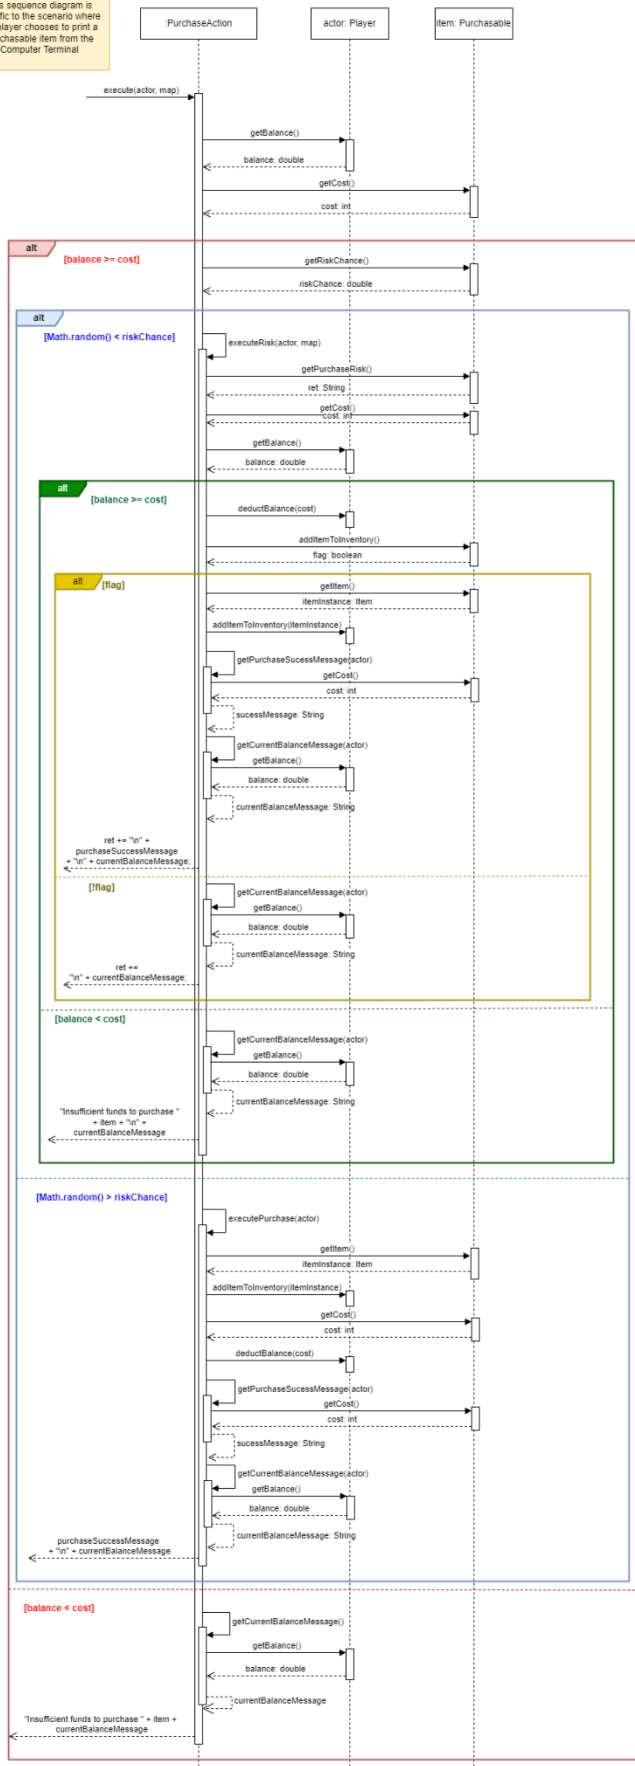 s sequence diagram is
fic to the scenario where
player chooses to print a
chasable item from the
Computer Terminal
:PurchaseAction
actor: Player
item: Purchasable
execute(actor, map)
getBalance()
balance: double
getCost()
cost: int
alt
[balance >= cost]
getRiskChance()
riskChance: double
alt
[Math.random() < riskChance]
executeRisk(actor, map)
getPurchaseRisk()
ret: String
getCost()
cost: int
getBalance()
balance: double
alt
[balance >= cost]
deductBalance(cost)
addItemToInventory()
flag: boolean
alt
[flag]
getItem()
itemInstance: Item
addItemToInventory(itemInstance)
getPurchaseSucessMessage(actor)
getCost()
cost: int
sucessMessage: String
getCurrentBalanceMessage(actor)
getBalance()
balance: double
currentBalanceMessage: String
ret += "\n" +
purchaseSuccessMessage
+ "\n" + currentBalanceMessage;
[!flag]
getCurrentBalanceMessage(actor)
getBalance()
balance: double
currentBalanceMessage: String
ret +=
"\n" + currentBalanceMessage;
[balance < cost]
getCurrentBalanceMessage(actor)
getBalance()
balance: double
currentBalanceMessage: String
"Insufficient funds to purchase "
+ item + "\n" +
currentBalanceMessage
[Math.random() > riskChance]
executePurchase(actor)
getItem()
itemInstance: Item
addItemToInventory(itemInstance)
getCost()
cost: int
deductBalance(cost)
getPurchaseSucessMessage(actor)
getCost()
cost: int
sucessMessage: String
getCurrentBalanceMessage(actor)
getBalance()
balance: double
currentBalanceMessage: String
purchaseSuccessMessage
+ "\n" + currentBalanceMessage
[balance < cost]
getCurrentBalanceMessage()
getBalance()
balance: double
currentBalanceMessage
"Insufficient funds to purchase " + item +
currentBalanceMessage